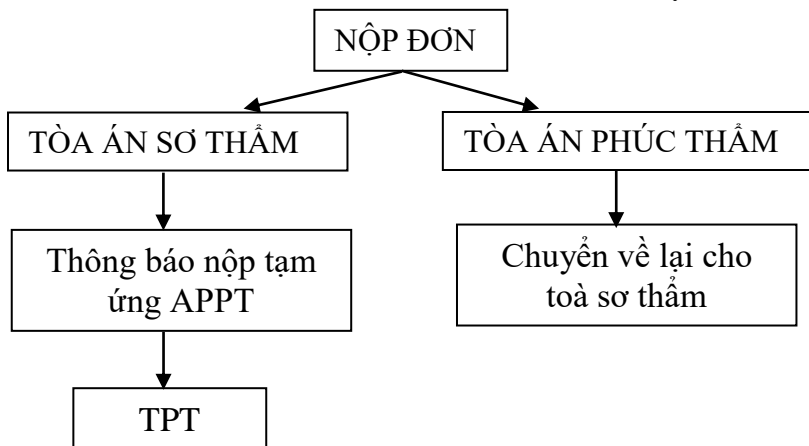 NỘP ĐƠN
TÒA ÁN SƠ THẨM
TÒA ÁN PHÚC THẨM
Thông báo nộp tạm
ứng APPT
Chuyển về lại cho
toà sơ thẩm
TPT